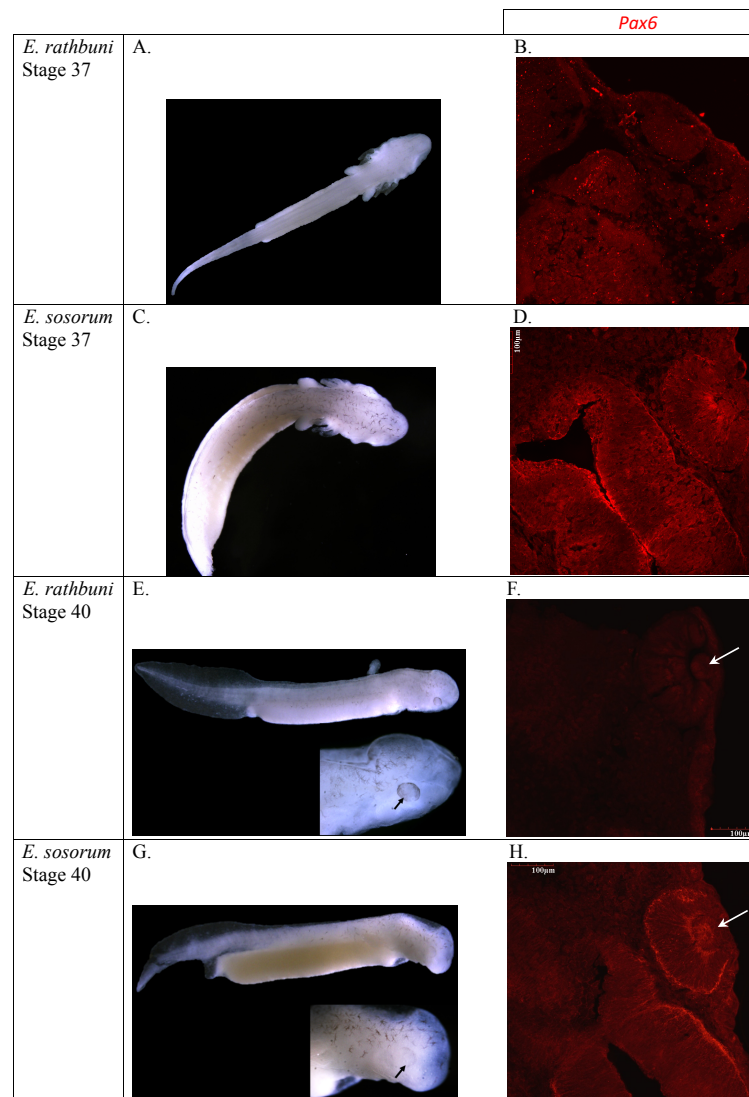 Pax6
E. rathbuni
Stage 37
A.
B.
E. sosorum
Stage 37
C.
D.
100µm
E. rathbuni
Stage 40
E.
F.
100µm
E. sosorum
Stage 40
G.
H.
100µm